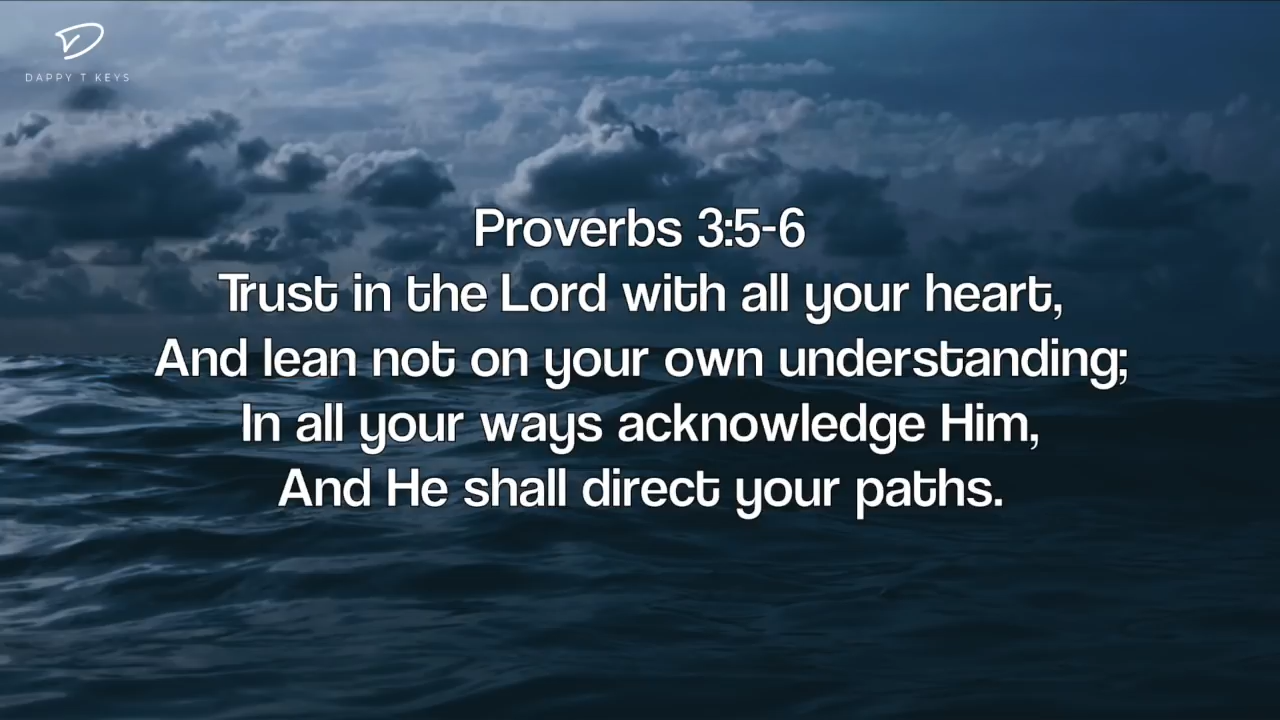 DAPPY T KEYS
Proverbs 3:5-6
Trust in the Lord with all your heart,
And lean not on your own understanding;
In all your ways acknowledge Him,
And He shall direct your paths.